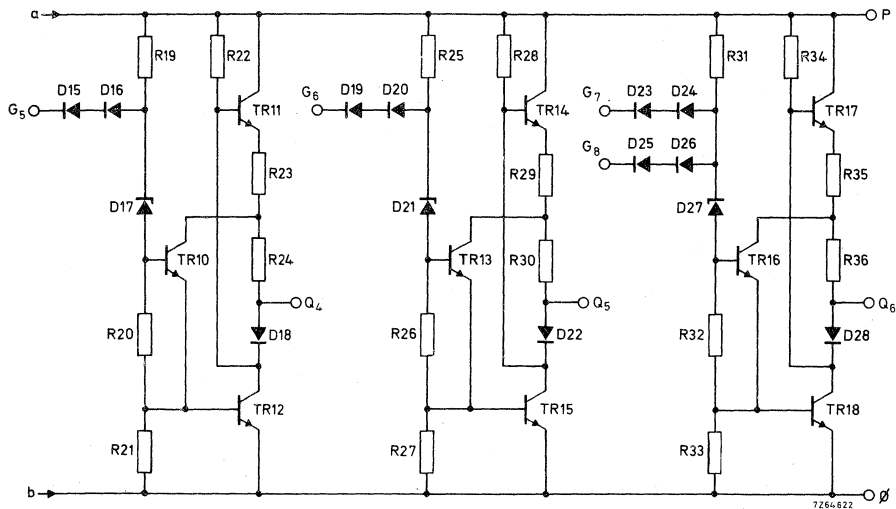 a
P
R19
R22
R25
R28
R31
R34
D15
D16
G5
TR11
G6
D19
D20
TR14
G7
D23
D24
TR17
G8
D25
D26
R23
R29
R35
D17
D21
D27
TR10
R24
TR13
R30
TR16
R36
Q4
Q5
Q6
R20
D18
R26
D22
R32
D28
TR12
TR15
TR18
R21
R27
R33
b
Ø
7Z64622